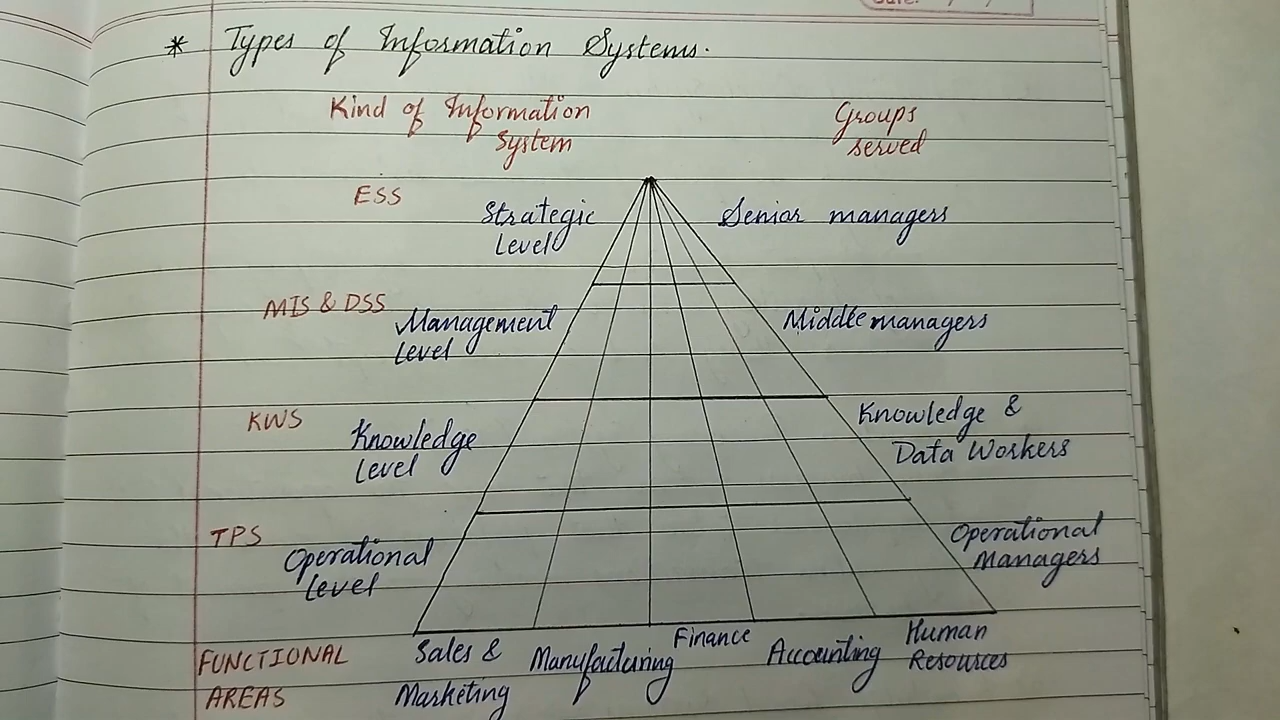 * Types of Information Systems.
Kind of Information
System
Groups
served
ESS
Strategic
Level
Senior managers
MIS & DSS
Management
Level
Middle managers
KWS
Knowledge
Level
Knowledge &
Data Workers
TPS
Operational
Level
Operational
Managers
FUNCTIONAL
AREAS
Sales &
Marketing
Manufacturing
Finance
Accounting
Human
Resources